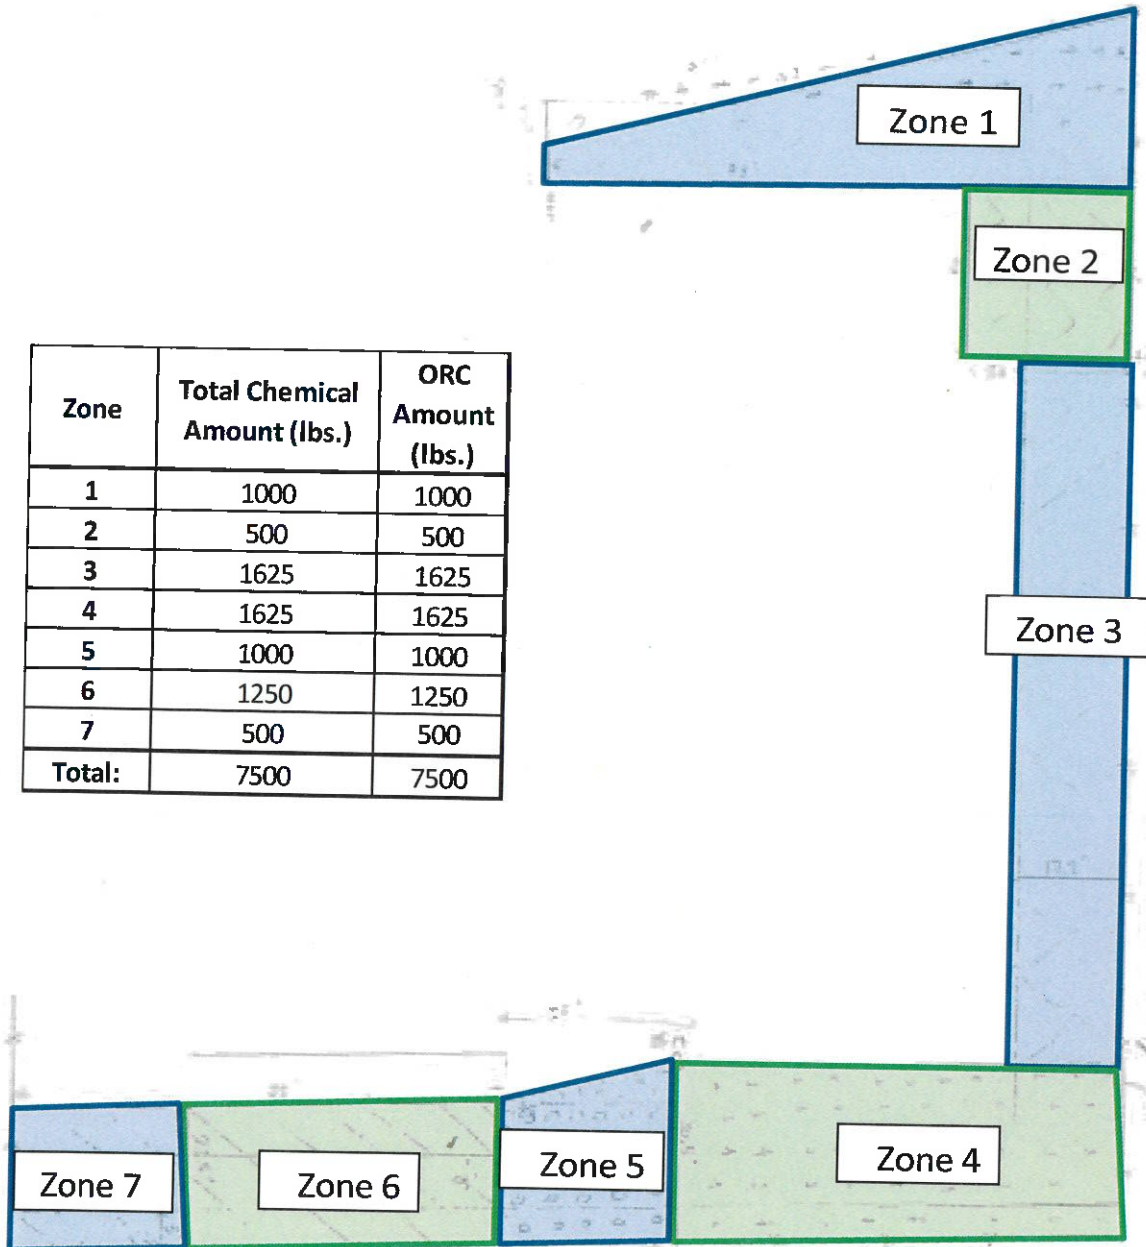 Zone 1
Zone 2
Zone Total Chemical Amount (lbs.) ORC Amount (lbs.)
1 1000 1000
2 500 500
3 1625 1625
4 1625 1625
5 1000 1000
6 1250 1250
7 500 500
Total: 7500 7500
Zone 3
Zone 7
Zone 6
Zone 5
Zone 4